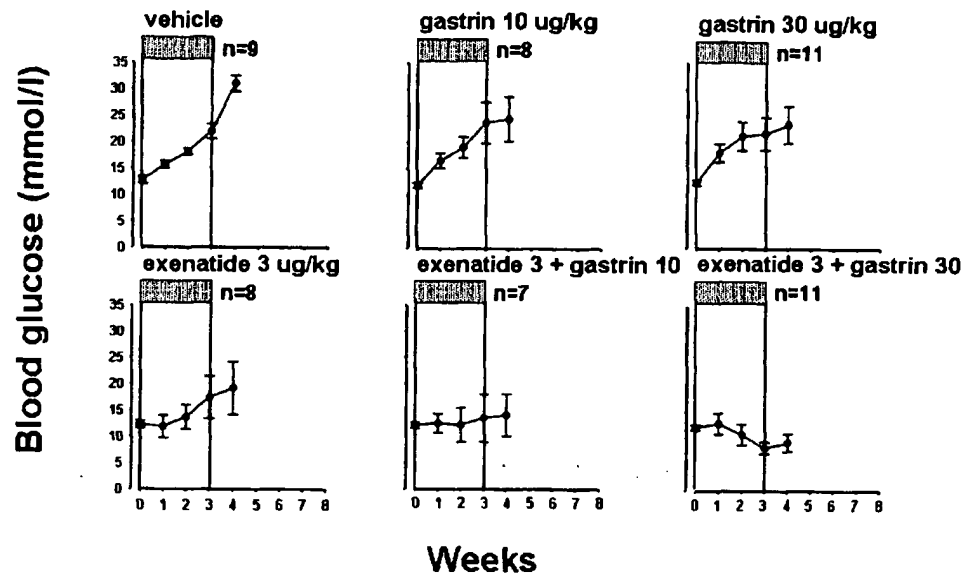 vehicle
n=9
gastrin 10 ug/kg
n=8
gastrin 30 ug/kg
n=11
35
30
25
20
15
10
5
0
exenatide 3 ug/kg
n=8
exenatide 3 + gastrin 10
n=7
exenatide 3 + gastrin 30
n=11
35
30
25
20
15
10
5
0
0 1 2 3 4 5 6 7 8
0 1 2 3 4 5 6 7 8
0 1 2 3 4 5 6 7 8
Blood glucose (mmol/l)
Weeks